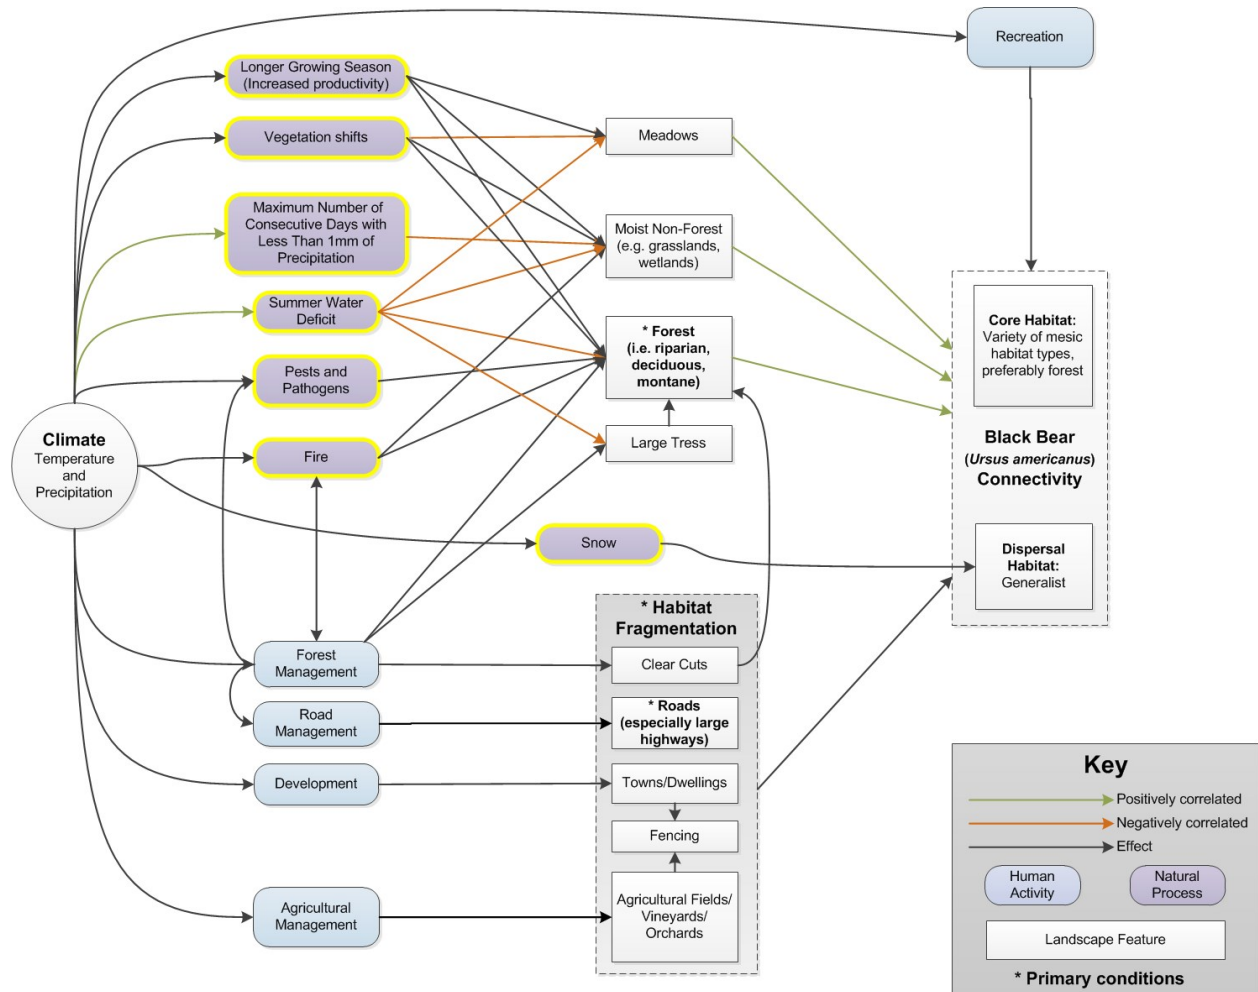 Recreation
Longer Growing Season
(Increased productivity)
Vegetation shifts
Meadows
Maximum Number of
Consecutive Days with
Less Than 1mm of
Precipitation
Moist Non-Forest
(e.g. grasslands,
wetlands)
Summer Water
Deficit
* Forest
(i.e. riparian,
deciduous,
montane)
Core Habitat:
Variety of mesic
habitat types,
preferably forest
Pests and
Pathogens
Large Tress
Climate
Temperature
and
Precipitation
Fire
Black Bear
(Ursus americanus)
Connectivity
Snow
Dispersal
Habitat:
Generalist
* Habitat
Fragmentation
Forest
Management
Clear Cuts
Road
Management
* Roads
(especially large
highways)
Development
Towns/Dwellings
Fencing
Agricultural
Management
Agricultural Fields/
Vineyards/
Orchards
Key
Positively correlated
Negatively correlated
Effect
Human
Activity
Natural
Process
Landscape Feature
* Primary conditions